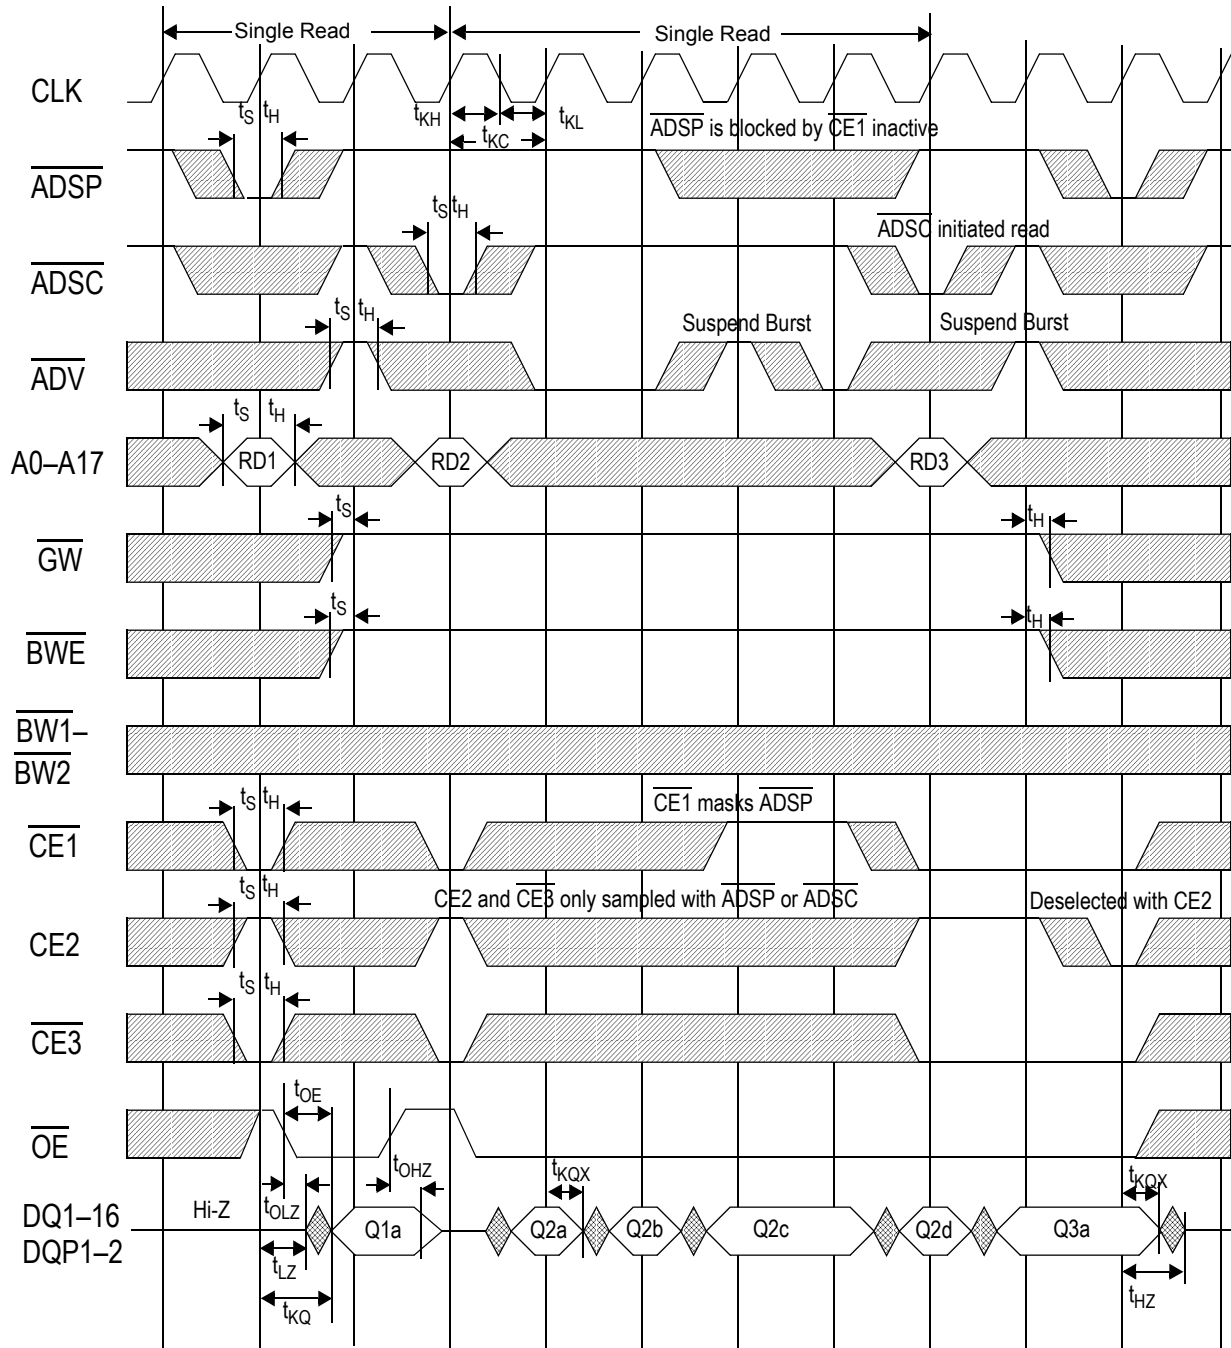 Single Read
Single Read
CLK
tS tH
tKH
tKL
tKC
ADSP is blocked by CE1 inactive
ADSP
tS tH
ADSC initiated read
ADSC
tS tH
Suspend Burst
Suspend Burst
ADV
tS tH
A0–A17
RD1
RD2
RD3
tS
tH
GW
tS
tH
BWE
BW1–
BW2
tS tH
CE1 masks ADSP
CE1
tS tH
CE2 and CE3 only sampled with ADSP or ADSC
Deselected with CE2
CE2
tS tH
CE3
tOE
OE
tOHZ
tKQX
tKQX
Hi-Z
tOLZ
DQ1–16
DQP1–2
Q1a
Q2a
Q2b
Q2c
Q2d
Q3a
tLZ
tHZ
tKQ